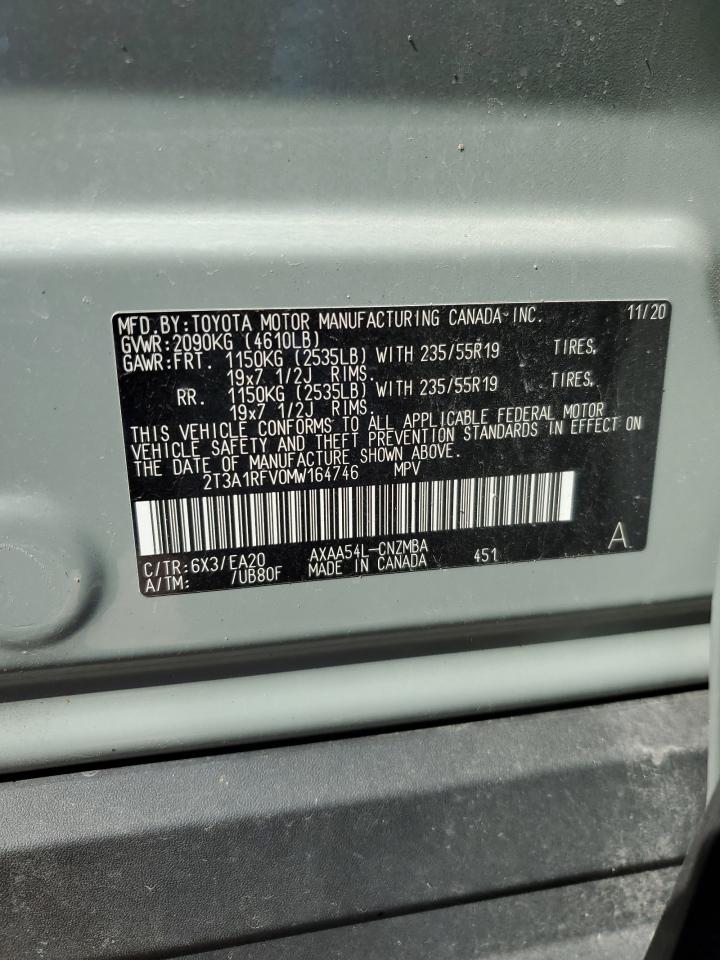 MFD.BY:TOYOTA MOTOR MANUFACTURING CANADA INC. 11/20
GVWR:2090KG (4610LB)
GAWR:FRT. 1150KG (2535LB) WITH 235/55R19 TIRES,
19x7 1/2J RIMS.
RR. 1150KG (2535LB) WITH 235/55R19 TIRES,
19x7 1/2J RIMS.
THIS VEHICLE CONFORMS TO ALL APPLICABLE FEDERAL MOTOR
VEHICLE SAFETY AND THEFT PREVENTION STANDARDS IN EFFECT ON
THE DATE OF MANUFACTURE SHOWN ABOVE.
2T3A1RFV0MW164746 MPV
C/TR:6X3/EA20 AXAA54L-CNZMBA 451 A
A/TM: /UB80F MADE IN CANADA